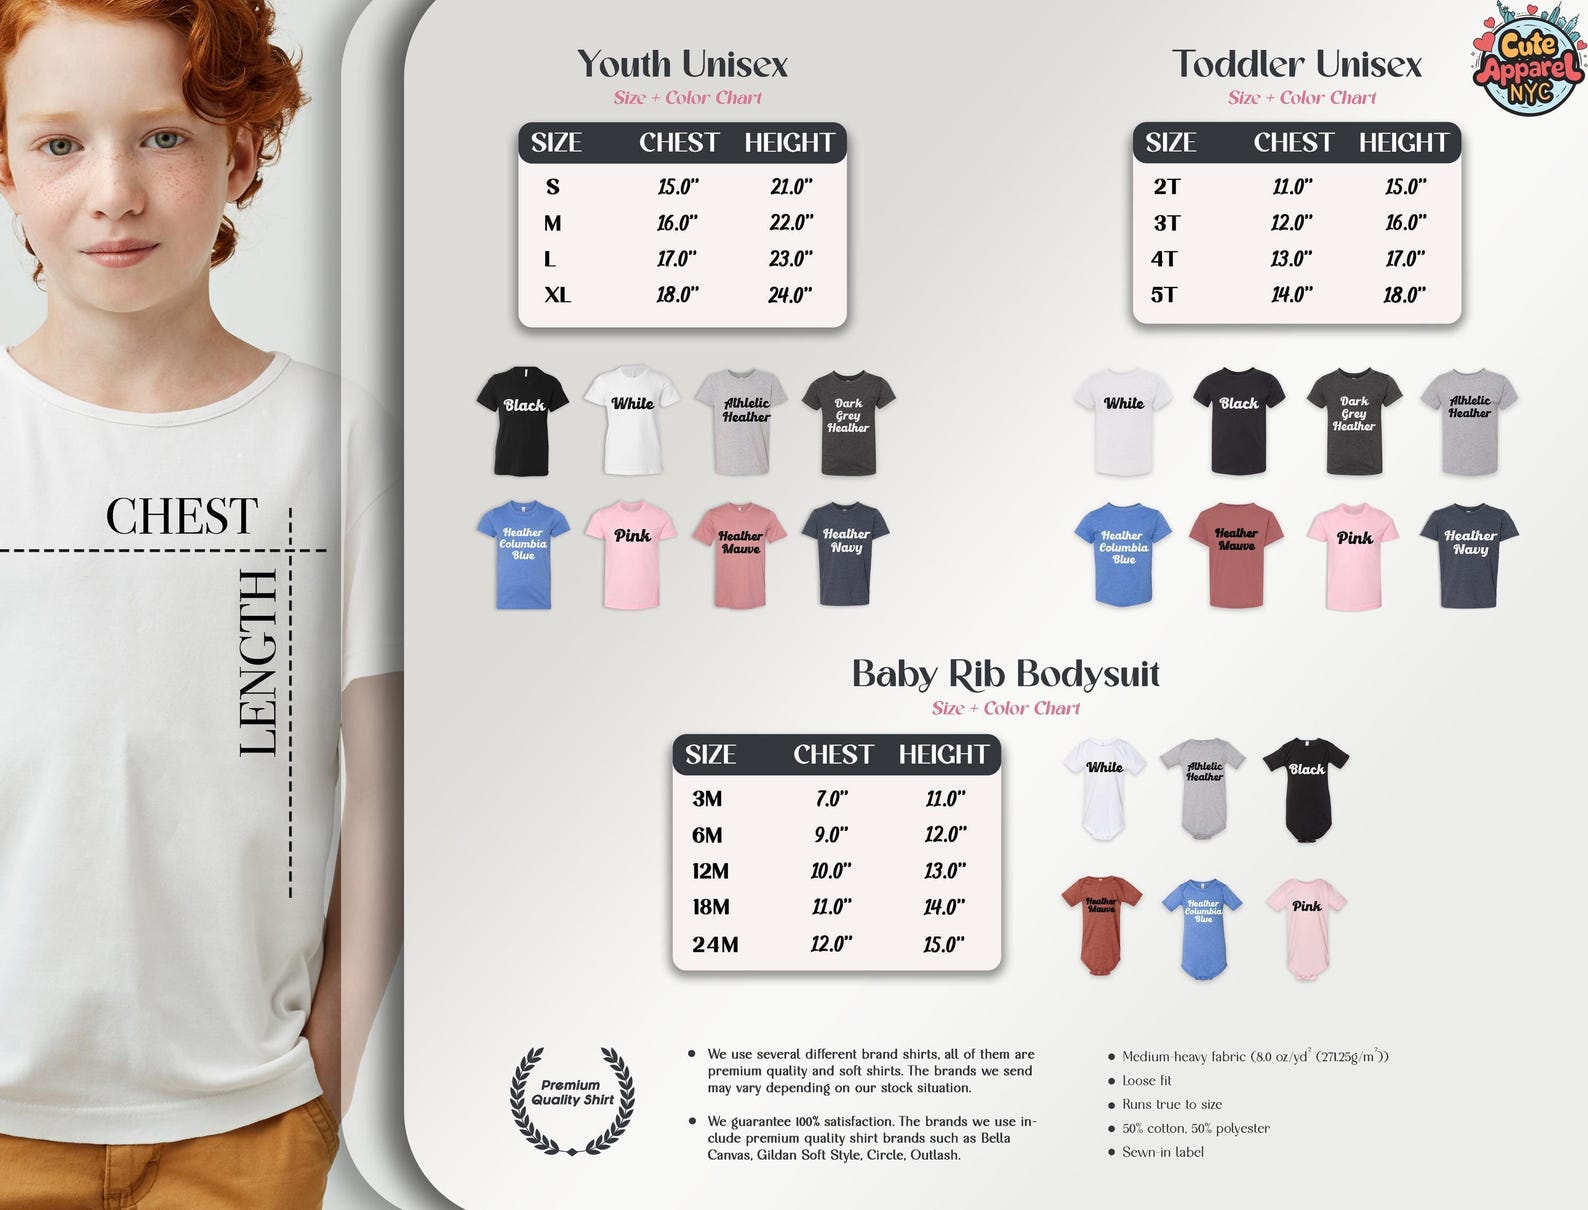 Cute
Apparel
NYC
CHEST
LENGTH
Youth Unisex
Size + Color Chart
SIZE CHEST HEIGHT
S 15.0" 21.0"
M 16.0" 22.0"
L 17.0" 23.0"
XL 18.0" 24.0"
Black
White
Athletic
Heather
Dark
Grey
Heather
Heather
Columbia
Blue
Pink
Heather
Mauve
Heather
Navy
Toddler Unisex
Size + Color Chart
SIZE CHEST HEIGHT
2T 11.0" 15.0"
3T 12.0" 16.0"
4T 13.0" 17.0"
5T 14.0" 18.0"
White
Black
Dark
Grey
Heather
Athletic
Heather
Heather
Columbia
Blue
Heather
Mauve
Pink
Heather
Navy
Baby Rib Bodysuit
Size + Color Chart
SIZE CHEST HEIGHT
3M 7.0" 11.0"
6M 9.0" 12.0"
12M 10.0" 13.0"
18M 11.0" 14.0"
24M 12.0" 15.0"
White
Athletic
Heather
Black
Heather
Mauve
Heather
Columbia
Blue
Pink
Premium
Quality Shirt
• We use several different brand shirts, all of them are
premium quality and soft shirts. The brands we send
may vary depending on our stock situation.
• We guarantee 100% satisfaction. The brands we use in-
clude premium quality shirt brands such as Bella
Canvas, Gildan Soft Style, Circle, Outlash.
• Medium-heavy fabric (8.0 oz/yd² (271.25g/m²))
• Loose fit
• Runs true to size
• 50% cotton, 50% polyester
• Sewn-in label